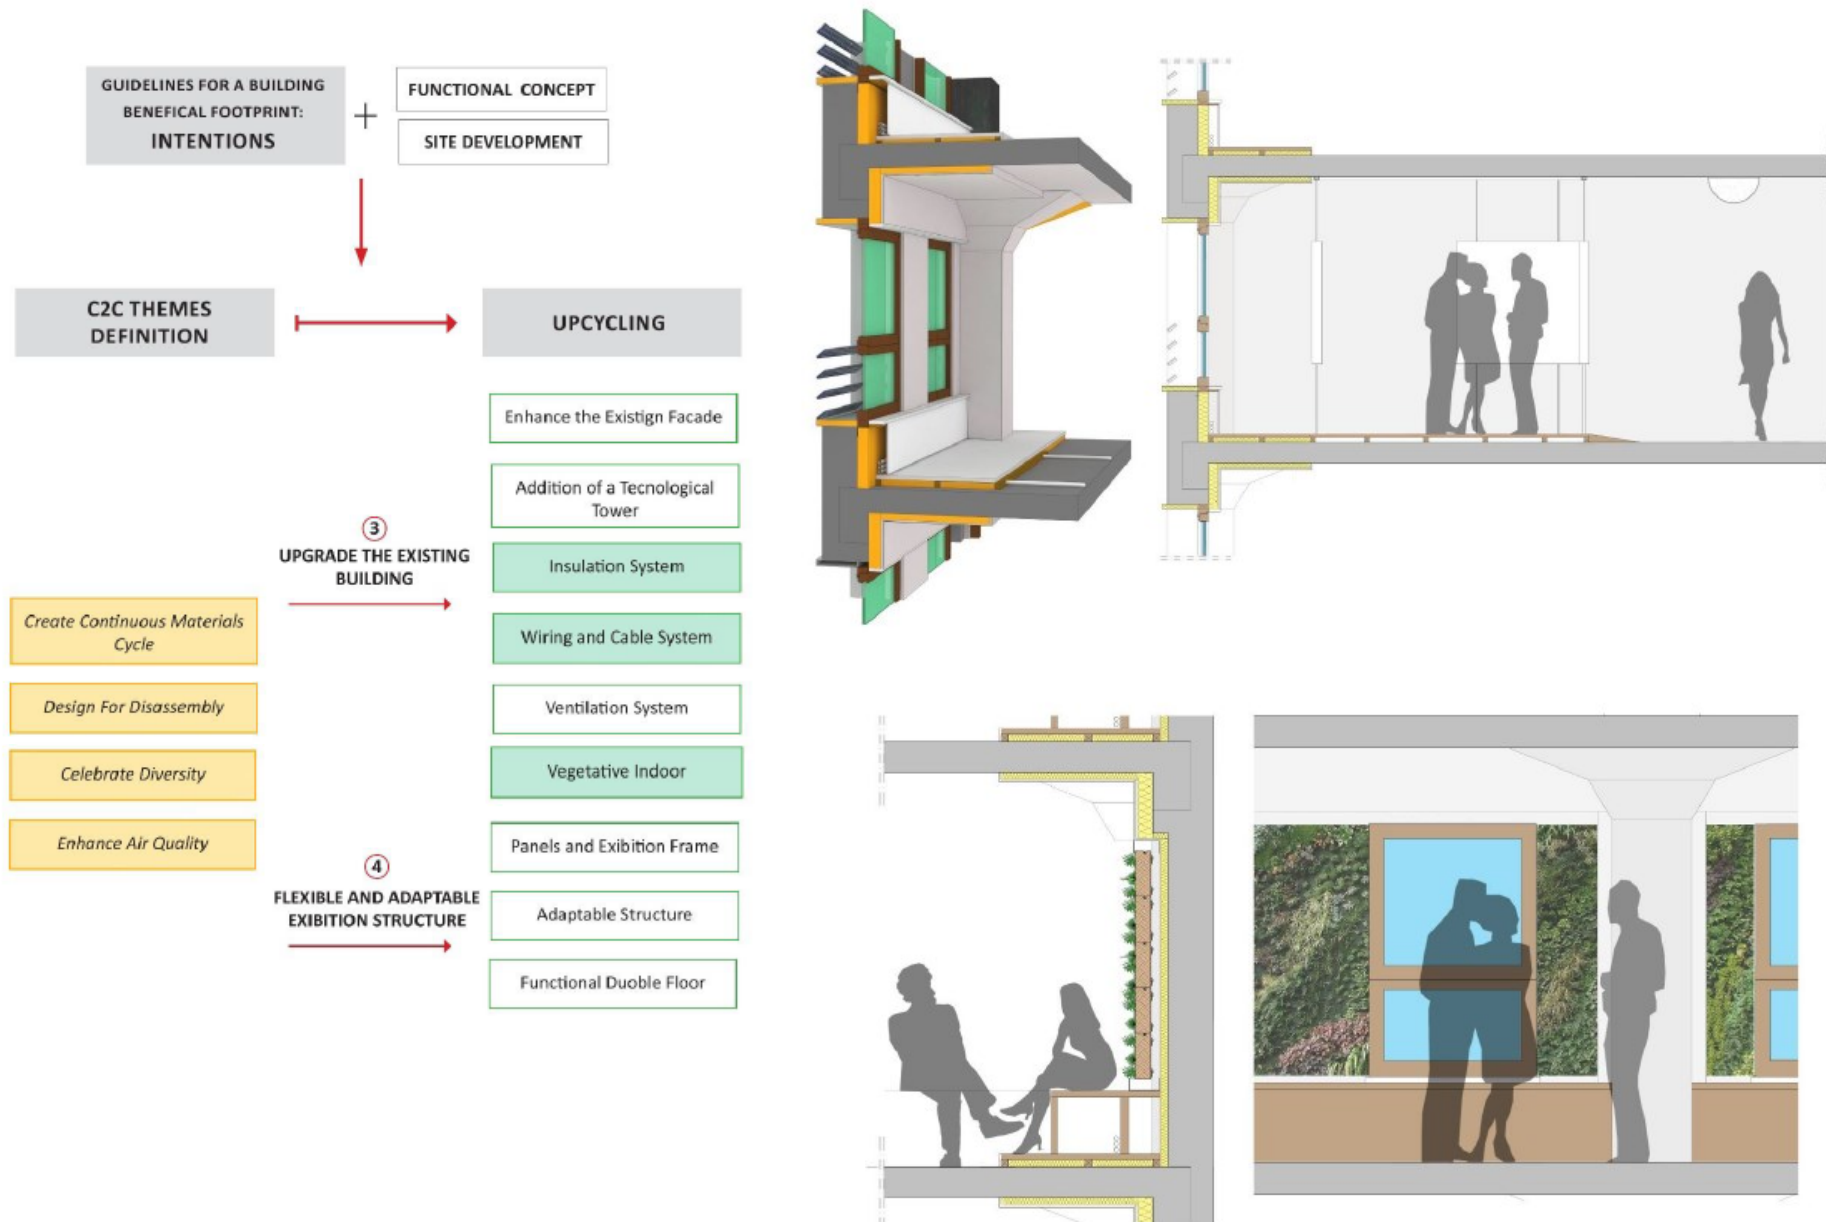 GUIDELINES FOR A BUILDING
BENEFICAL FOOTPRINT:
INTENTIONS
+
FUNCTIONAL CONCEPT
SITE DEVELOPMENT
C2C THEMES
DEFINITION
UPCYCLING
Enhance the Existign Facade
Addition of a Tecnological
Tower
3
UPGRADE THE EXISTING
BUILDING
Insulation System
Create Continuous Materials
Cycle
Wiring and Cable System
Design For Disassembly
Ventilation System
Celebrate Diversity
Vegetative Indoor
Enhance Air Quality
Panels and Exibition Frame
4
FLEXIBLE AND ADAPTABLE
EXIBITION STRUCTURE
Adaptable Structure
Functional Duoble Floor